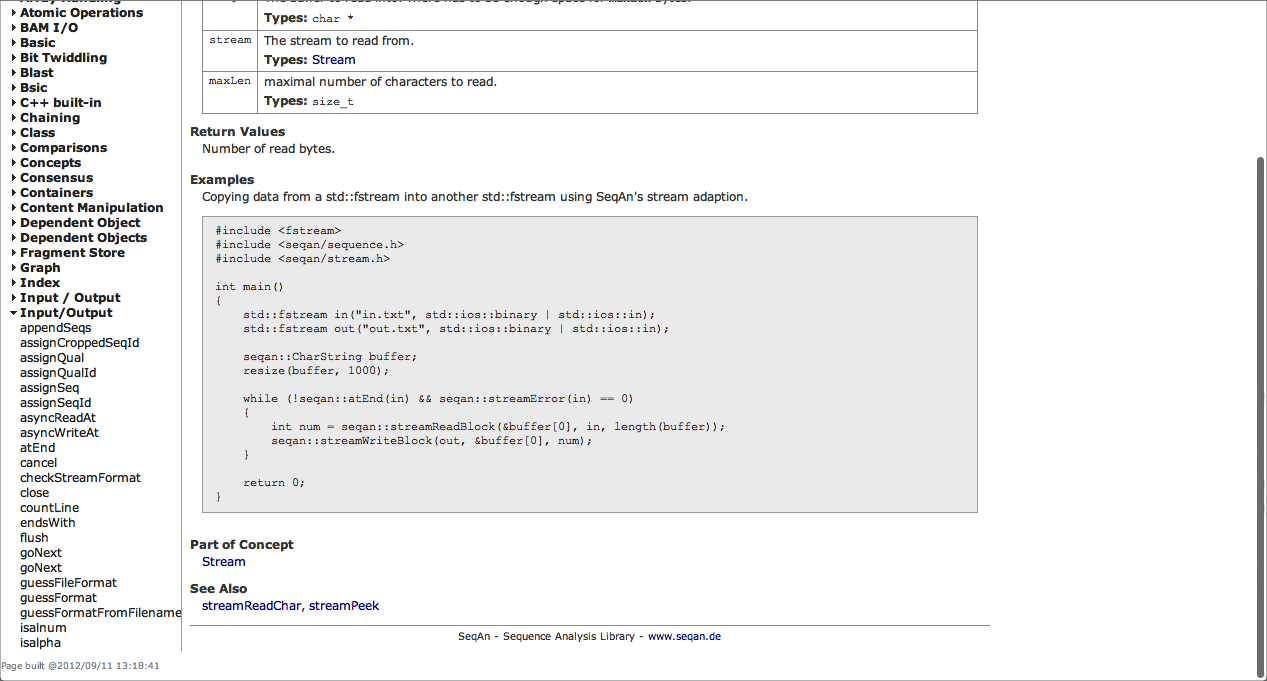 Atomic Operations
BAM I/O
Basic
Bit Twiddling
Blast
Bsic
C++ built-in
Chaining
Class
Comparisons
Concepts
Consensus
Containers
Content Manipulation
Dependent Object
Dependent Objects
Fragment Store
Graph
Index
Input / Output
Input/Output
appendSeqs
assignCroppedSeqId
assignQual
assignQualId
assignSeq
assignSeqId
asyncReadAt
asyncWriteAt
atEnd
cancel
checkStreamFormat
close
countLine
endsWith
flush
goNext
goNext
guessFileFormat
guessFormat
guessFormatFromFilename
isalnum
isalpha
Types: char *
stream The stream to read from.
Types: Stream
maxLen maximal number of characters to read.
Types: size_t
Return Values
Number of read bytes.
Examples
Copying data from a std::fstream into another std::fstream using SeqAn's stream adaption.
#include <fstream>
#include <seqan/sequence.h>
#include <seqan/stream.h>
int main()
{
std::fstream in("in.txt", std::ios::binary | std::ios::in);
std::fstream out("out.txt", std::ios::binary | std::ios::in);
seqan::CharString buffer;
resize(buffer, 1000);
while (!seqan::atEnd(in) && seqan::streamError(in) == 0)
{
int num = seqan::streamReadBlock(&buffer[0], in, length(buffer));
seqan::streamWriteBlock(out, &buffer[0], num);
}
return 0;
}
Part of Concept
Stream
See Also
streamReadChar, streamPeek
SeqAn - Sequence Analysis Library - www.seqan.de
Page built @2012/09/11 13:18:41